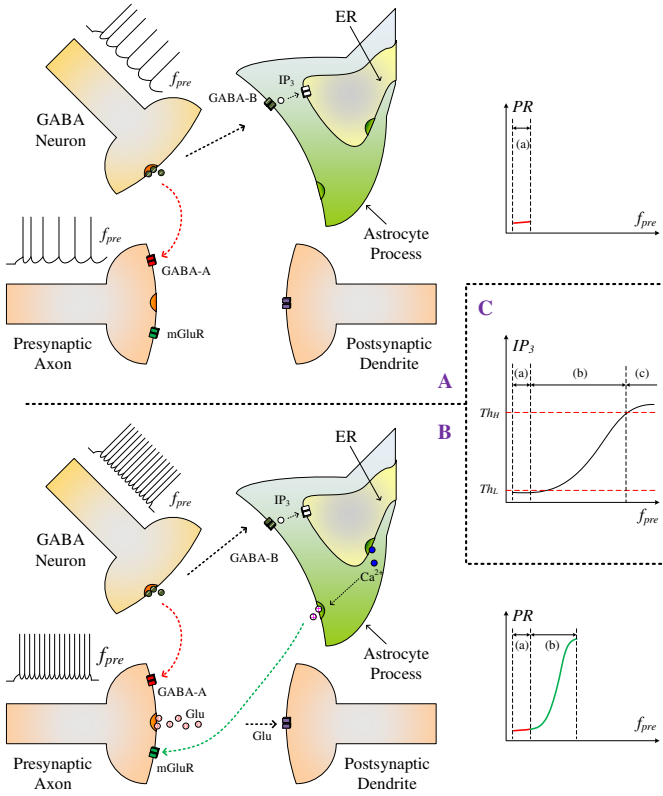 ER
f_pre
GABA-B
IP3
GABA
Neuron
Astrocyte
Process
f_pre
GABA-A
mGluR
Presynaptic
Axon
Postsynaptic
Dendrite
A
PR
(a)
f_pre
C
IP3
(a)
(b)
(c)
Th_H
Th_L
f_pre
B
ER
f_pre
IP3
GABA-B
GABA
Neuron
Ca2+
Astrocyte
Process
f_pre
GABA-A
Glu
Glu
mGluR
Presynaptic
Axon
Postsynaptic
Dendrite
PR
(a)
(b)
f_pre